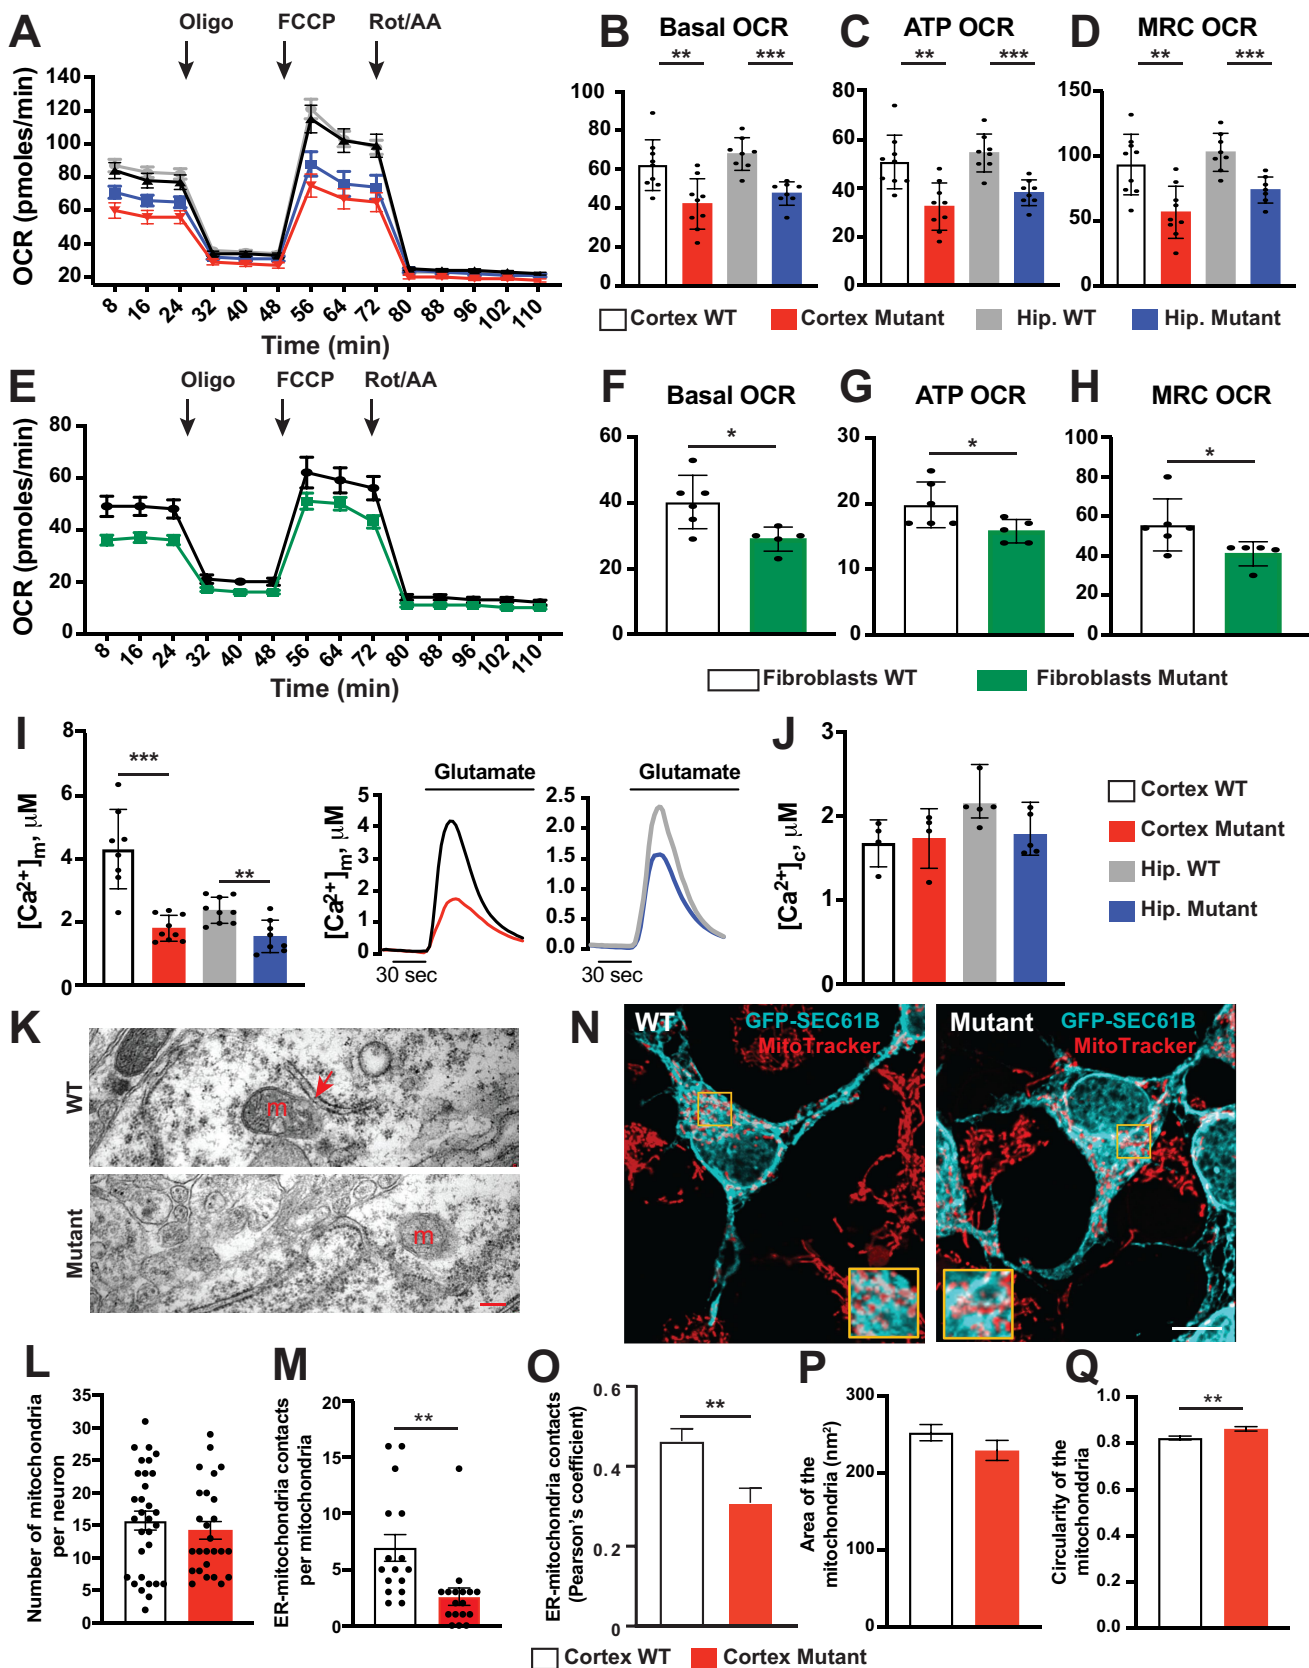 A
Oligo
FCCP
Rot/AA
OCR (pmoles/min)
140
120
100
80
60
40
20
8 16 24 32 40 48 56 64 72 80 88 96 102 110
Time (min)
B
Basal OCR
** ***
100
80
60
40
20
0
C
ATP OCR
** ***
80
60
40
20
0
D
MRC OCR
** ***
150
100
50
0
Cortex WT
Cortex Mutant
Hip. WT
Hip. Mutant
E
Oligo
FCCP
Rot/AA
OCR (pmoles/min)
80
60
40
20
0
8 16 24 32 40 48 56 64 72 80 88 96 102 110
Time (min)
F
Basal OCR
*
60
40
20
0
G
ATP OCR
*
30
20
10
0
H
MRC OCR
*
100
80
60
40
20
0
Fibroblasts WT
Fibroblasts Mutant
I
[Ca²⁺]m, µM
8
6
4
2
0
***
**
Glutamate
[Ca²⁺]m, µM
5
4
3
2
1
0
30 sec
Glutamate
2.5
2.0
1.5
1.0
0.5
0.0
30 sec
J
[Ca²⁺]c, µM
3
2
1
0
Cortex WT
Cortex Mutant
Hip. WT
Hip. Mutant
K
WT
m
Mutant
m
N
WT
GFP-SEC61B
MitoTracker
Mutant
GFP-SEC61B
MitoTracker
L
Number of mitochondria
per neuron
35
30
25
20
15
10
5
0
M
ER-mitochondria contacts
per mitochondria
20
15
10
5
0
**
O
ER-mitochondria contacts
(Pearson's coefficient)
0.6
0.4
0.2
0
**
P
Area of the
mitochondria (nm²)
300
200
100
0
Q
Circularity of the
mitochonddria
1.0
0.8
0.6
0.4
0.2
0.0
**
Cortex WT
Cortex Mutant